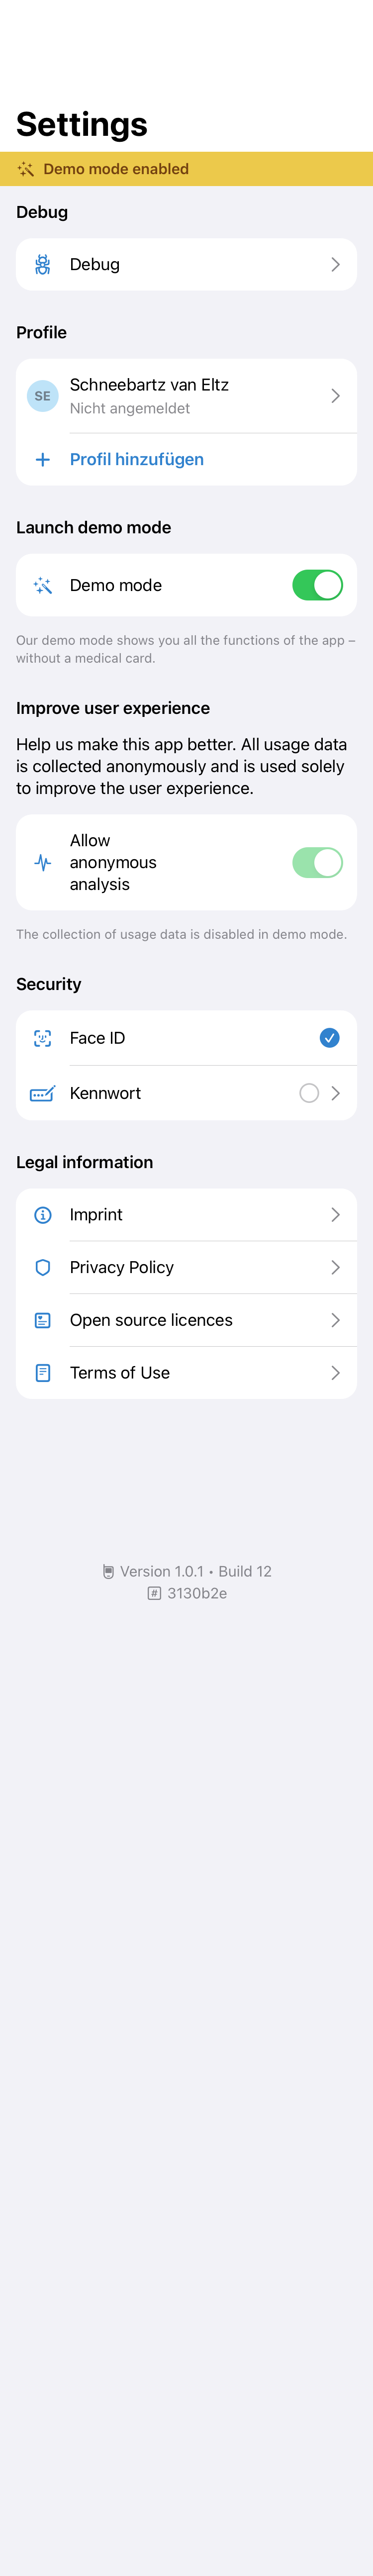 Settings
Demo mode enabled
Debug
Debug
Profile
SE
Schneebartz van Eltz
Nicht angemeldet
Profil hinzufügen
Launch demo mode
Demo mode
Our demo mode shows you all the functions of the app –
without a medical card.
Improve user experience
Help us make this app better. All usage data
is collected anonymously and is used solely
to improve the user experience.
Allow
anonymous
analysis
The collection of usage data is disabled in demo mode.
Security
Face ID
Kennwort
Legal information
Imprint
Privacy Policy
Open source licences
Terms of Use
Version 1.0.1 • Build 12
# 3130b2e